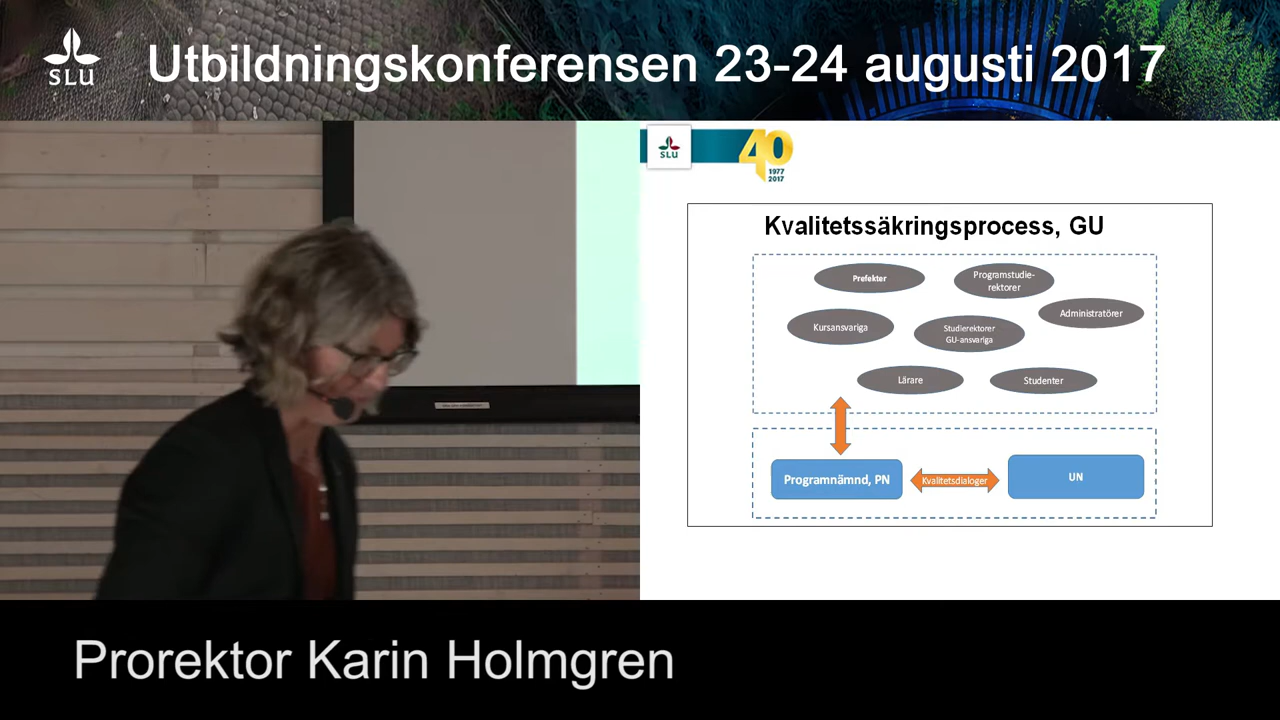 SLU
Utbildningskonferensen 23-24 augusti 2017
SLU
40
1977
2017
Kvalitetssäkringsprocess, GU
Prefekter
Programstudie-
rektorer
Administratörer
Kursansvariga
Studierektorer
GU-ansvariga
Lärare
Studenter
Programnämnd, PN
Kvalitetsdialoger
UN
Prorektor Karin Holmgren